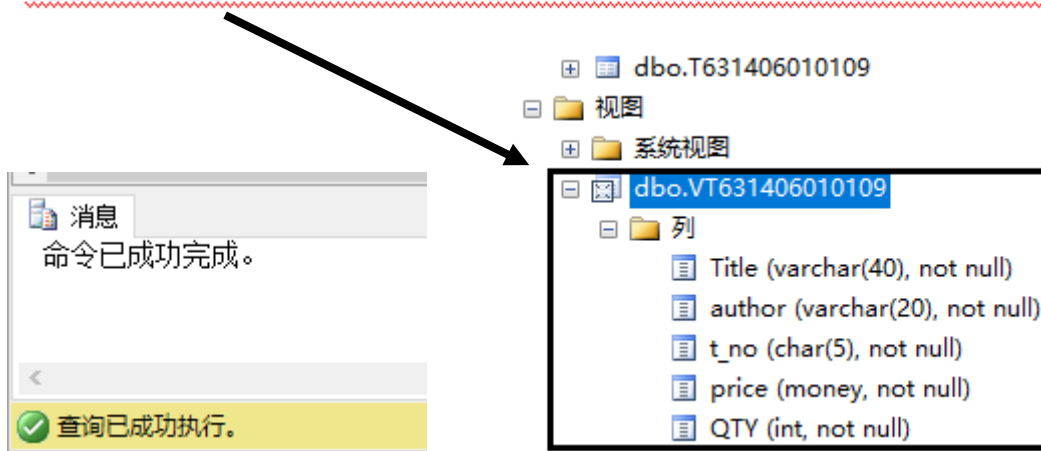 dbo.T631406010109
视图
系统视图
dbo.VT631406010109
列
Title (varchar(40), not null)
author (varchar(20), not null)
t_no (char(5), not null)
price (money, not null)
QTY (int, not null)
消息
命令已成功完成。
查询已成功执行。